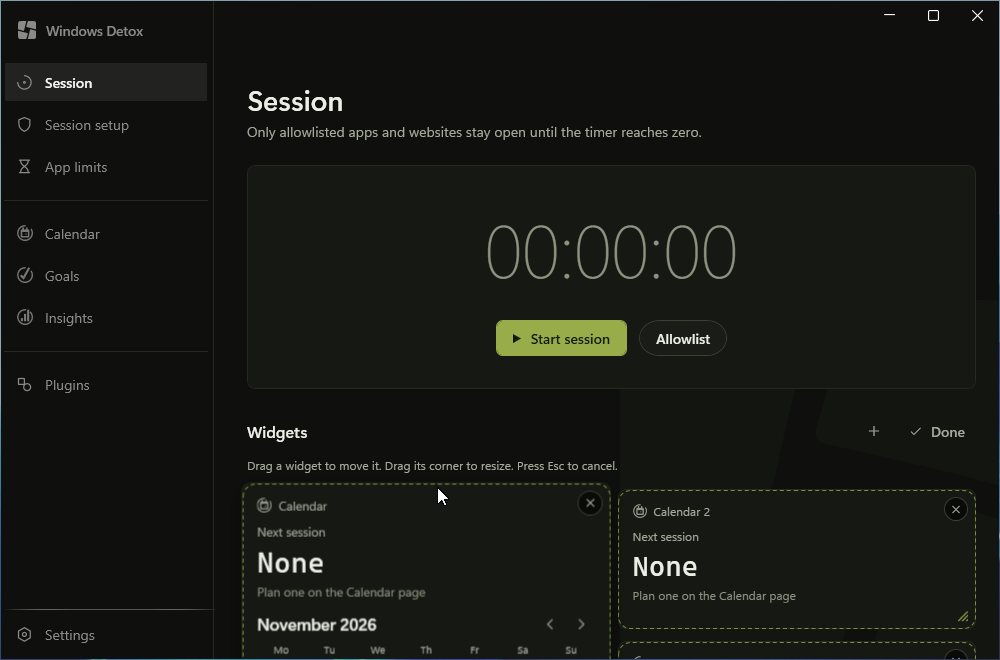 Windows Detox
Session
Session setup
App limits
Calendar
Goals
Insights
Plugins
Settings
Session
Only allowlisted apps and websites stay open until the timer reaches zero.
00:00:00
Start session
Allowlist
Widgets
Done
Drag a widget to move it. Drag its corner to resize. Press Esc to cancel.
Calendar
Next session
None
Plan one on the Calendar page
November 2026
Mo Tu We Th Fr Sa Su
Calendar 2
Next session
None
Plan one on the Calendar page